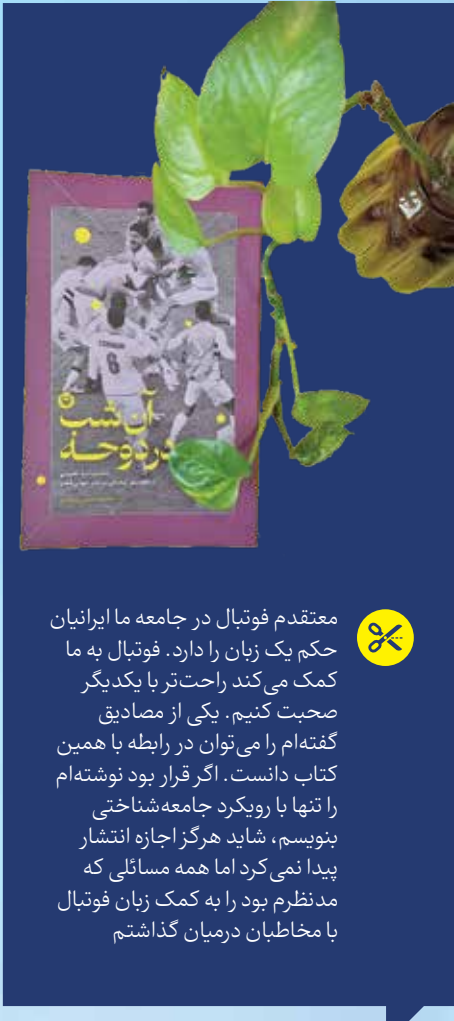 آن شب
در دوحه
6
معتقدم فوتبال در جامعه ما ایرانیان
حکم یک زبان را دارد. فوتبال به ما
کمک می‌کند راحت‌تر با یکدیگر
صحبت کنیم. یکی از مصادیق
گفته‌ام را می‌توان در رابطه با همین
کتاب دانست. اگر قرار بود نوشته‌ام
را تنها با رویکرد جامعه‌شناختی
بنویسم، شاید هرگز اجازه انتشار
پیدا نمی‌کرد اما همه مسائلی که
مدنظرم بود را به کمک زبان فوتبال
با مخاطبان درمیان گذاشتم